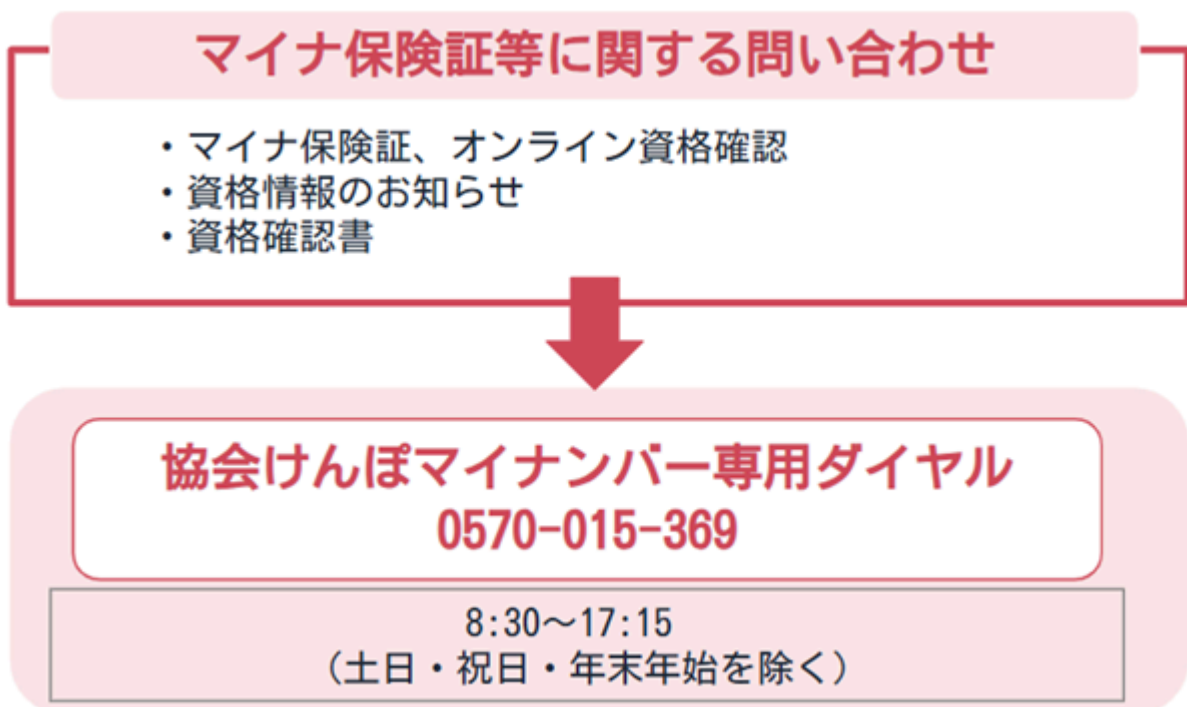 マイナ保険証等に関する問い合わせ
・マイナ保険証、オンライン資格確認
・資格情報のお知らせ
・資格確認書
協会けんぽマイナンバー専用ダイヤル
0570-015-369
8:30～17:15
（土日・祝日・年末年始を除く）